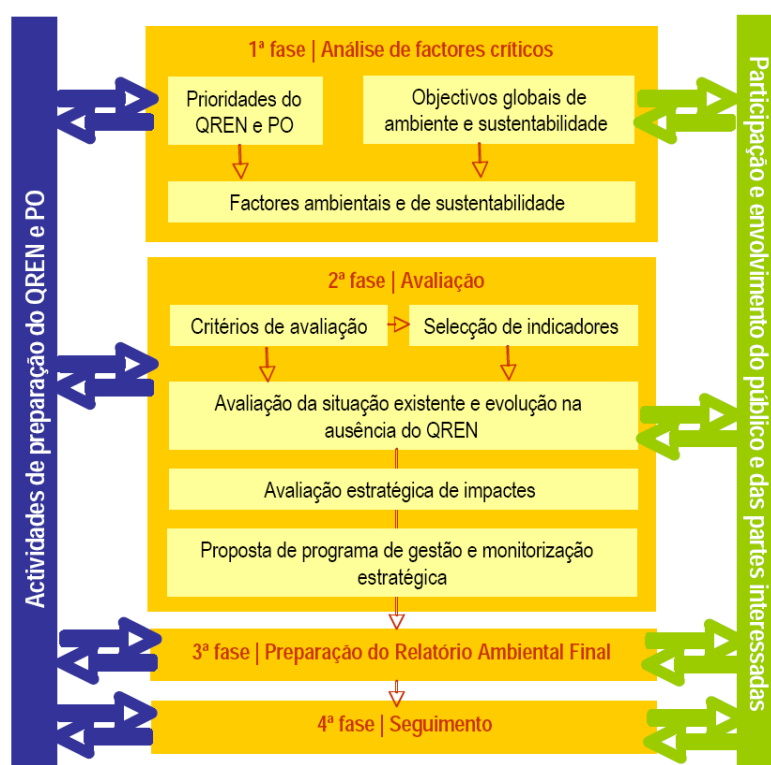 Actividades de preparação do QREN e PO
1ª fase | Análise de factores críticos
Prioridades do
QREN e PO
Objectivos globais de
ambiente e sustentabilidade
Factores ambientais e de sustentabilidade
2ª fase | Avaliação
Critérios de avaliação
Selecção de indicadores
Avaliação da situação existente e evolução na
ausência do QREN
Avaliação estratégica de impactes
Proposta de programa de gestão e monitorização
estratégica
3ª fase | Preparação do Relatório Ambiental Final
4ª fase | Seguimento
Participação e envolvimento do público e das partes interessadas